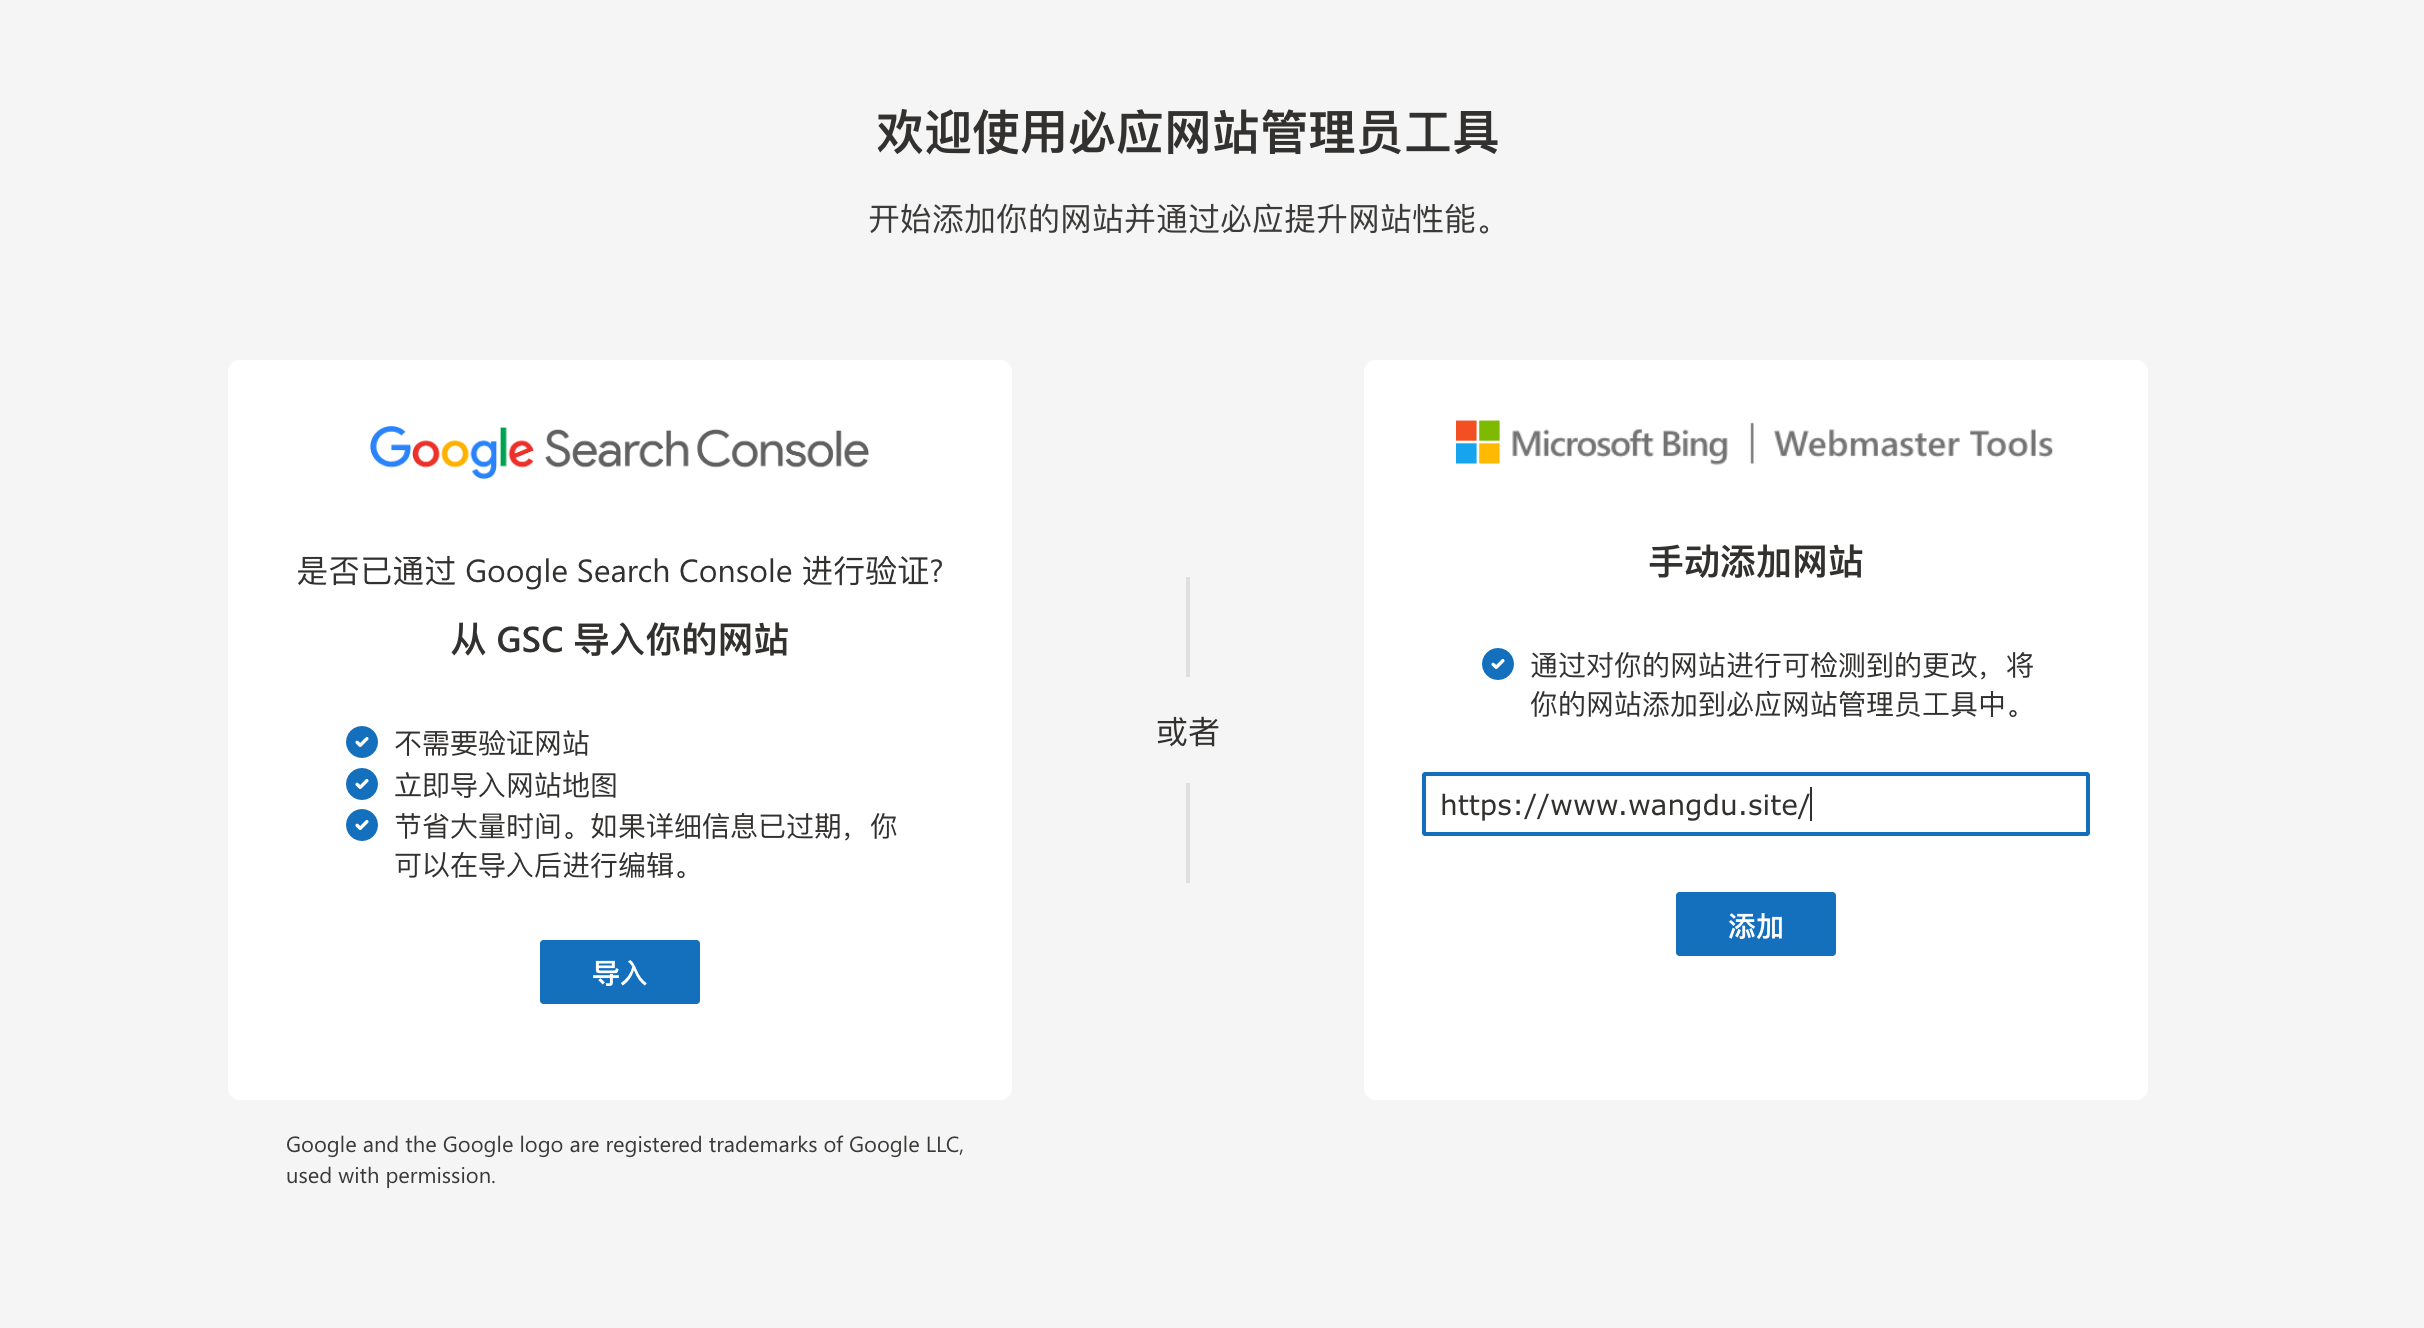 欢迎使用必应网站管理员工具
开始添加你的网站并通过必应提升网站性能。
Google Search Console
是否已通过 Google Search Console 进行验证?
从 GSC 导入你的网站
不需要验证网站
立即导入网站地图
节省大量时间。如果详细信息已过期，你
可以在导入后进行编辑。
导入
Google and the Google logo are registered trademarks of Google LLC,
used with permission.
或者
Microsoft Bing | Webmaster Tools
手动添加网站
通过对你的网站进行可检测到的更改，将
你的网站添加到必应网站管理员工具中。
https://www.wangdu.site/
添加